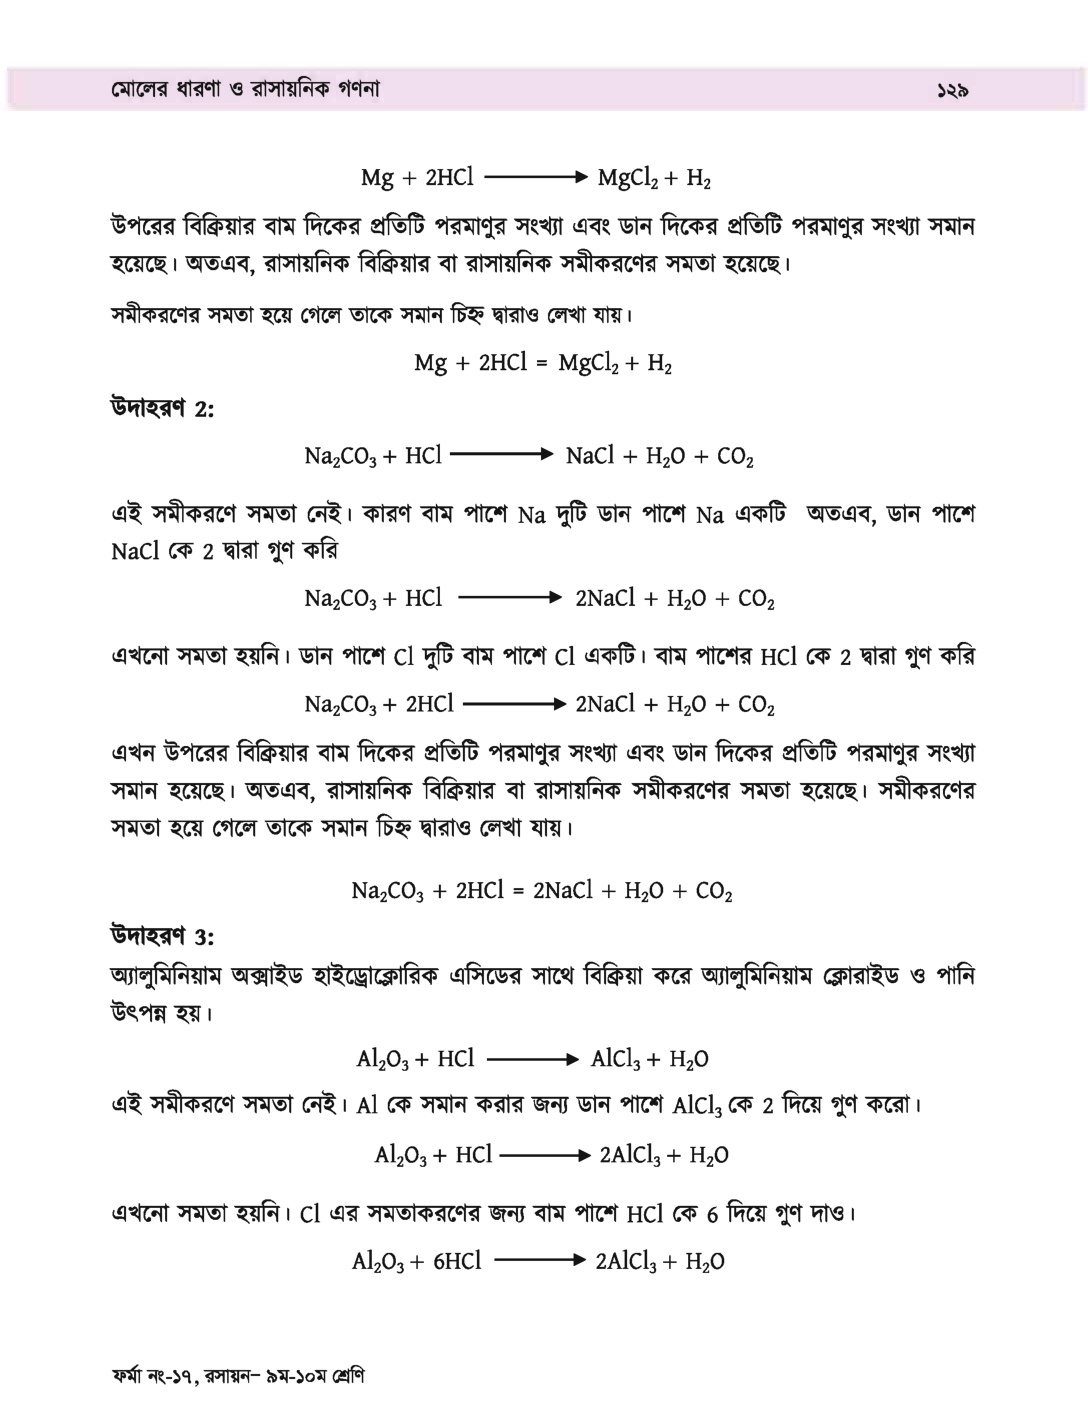 মোলের ধারণা ও রাসায়নিক গণনা ১২৯
Mg + 2HCl ⟶ MgCl₂ + H₂
উপরের বিক্রিয়ার বাম দিকের প্রতিটি পরমাণুর সংখ্যা এবং ডান দিকের প্রতিটি পরমাণুর সংখ্যা সমান
হয়েছে। অতএব, রাসায়নিক বিক্রিয়ার বা রাসায়নিক সমীকরণের সমতা হয়েছে।
সমীকরণের সমতা হয়ে গেলে তাকে সমান চিহ্ন দ্বারাও লেখা যায়।
Mg + 2HCl = MgCl₂ + H₂
উদাহরণ 2:
Na₂CO₃ + HCl ⟶ NaCl + H₂O + CO₂
এই সমীকরণে সমতা নেই। কারণ বাম পাশে Na দুটি ডান পাশে Na একটি অতএব, ডান পাশে
NaCl কে 2 দ্বারা গুণ করি
Na₂CO₃ + HCl ⟶ 2NaCl + H₂O + CO₂
এখনো সমতা হয়নি। ডান পাশে Cl দুটি বাম পাশে Cl একটি। বাম পাশের HCl কে 2 দ্বারা গুণ করি
Na₂CO₃ + 2HCl ⟶ 2NaCl + H₂O + CO₂
এখন উপরের বিক্রিয়ার বাম দিকের প্রতিটি পরমাণুর সংখ্যা এবং ডান দিকের প্রতিটি পরমাণুর সংখ্যা
সমান হয়েছে। অতএব, রাসায়নিক বিক্রিয়ার বা রাসায়নিক সমীকরণের সমতা হয়েছে। সমীকরণের
সমতা হয়ে গেলে তাকে সমান চিহ্ন দ্বারাও লেখা যায়।
Na₂CO₃ + 2HCl = 2NaCl + H₂O + CO₂
উদাহরণ 3:
অ্যালুমিনিয়াম অক্সাইড হাইড্রোক্লোরিক এসিডের সাথে বিক্রিয়া করে অ্যালুমিনিয়াম ক্লোরাইড ও পানি
উৎপন্ন হয়।
Al₂O₃ + HCl ⟶ AlCl₃ + H₂O
এই সমীকরণে সমতা নেই। Al কে সমান করার জন্য ডান পাশে AlCl₃ কে 2 দিয়ে গুণ করো।
Al₂O₃ + HCl ⟶ 2AlCl₃ + H₂O
এখনো সমতা হয়নি। Cl এর সমতাকরণের জন্য বাম পাশে HCl কে 6 দিয়ে গুণ দাও।
Al₂O₃ + 6HCl ⟶ 2AlCl₃ + H₂O
ফর্মা নং-১৭, রসায়ন– ৯ম-১০ম শ্রেণি